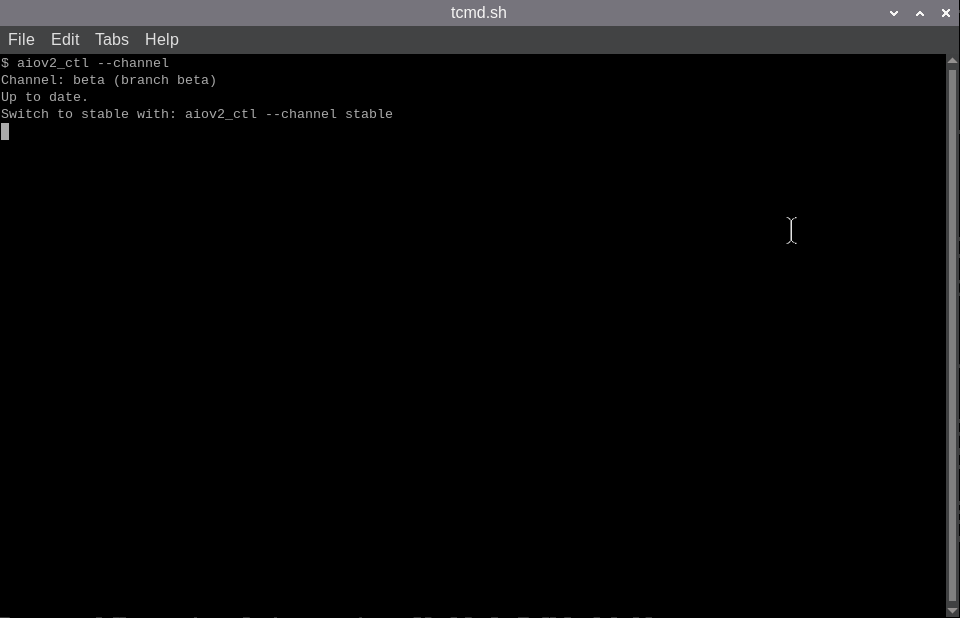 tcmd.sh
File Edit Tabs Help
$ aiov2_ctl --channel
Channel: beta (branch beta)
Up to date.
Switch to stable with: aiov2_ctl --channel stable